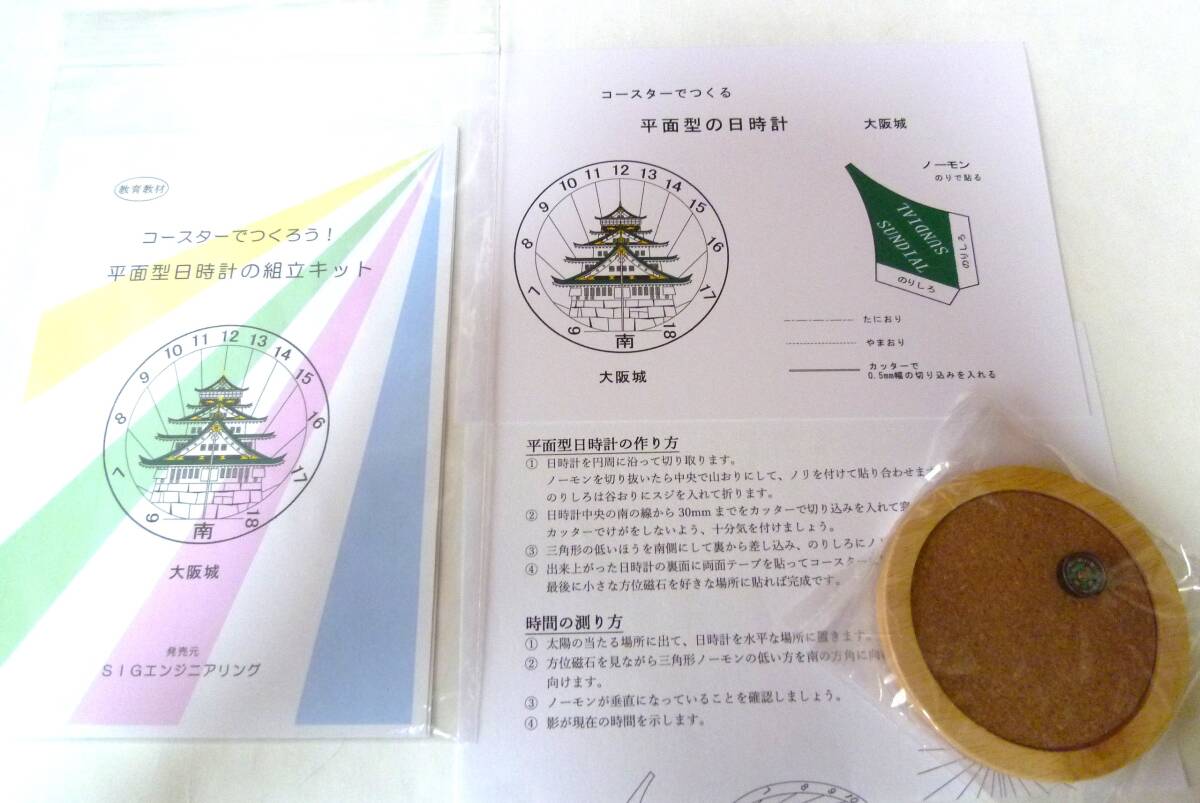 教育教材
コースターでつくろう！
平面型日時計の組立キット
6 7 8 9 10 11 12 13 14 15 16 17 18
南
大阪城
発売元
ＳＩＧエンジニアリング
コースターでつくる
平面型の日時計 大阪城
6 7 8 9 10 11 12 13 14 15 16 17 18
南
大阪城
ノーモン
のりで貼る
SUNDIAL
SUNDIAL
のりしろ
のりしろ
たにおり
やまおり
カッターで
0.5mm幅の切り込みを入れる
平面型日時計の作り方
① 日時計を円周に沿って切り取ります。
ノーモンを切り抜いたら中央で山おりにして、ノリを付けて貼り合わせます
のりしろは谷おりにスジを入れて折ります。
② 日時計中央の南の線から30mmまでをカッターで切り込みを入れて
カッターでけがをしないよう、十分気を付けましょう。
③ 三角形の低いほうを南側にして裏から差し込み、のりしろにノ
④ 出来上がった日時計の裏面に両面テープを貼ってコースター
最後に小さな方位磁石を好きな場所に貼れば完成です。
時間の測り方
① 太陽の当たる場所に出て、日時計を水平な場所に置きます。
② 方位磁石を見ながら三角形ノーモンの低い方を南の方角に
向けます。
③ ノーモンが垂直になっていることを確認しましょう。
④ 影が現在の時間を示します。
7 8 9 10